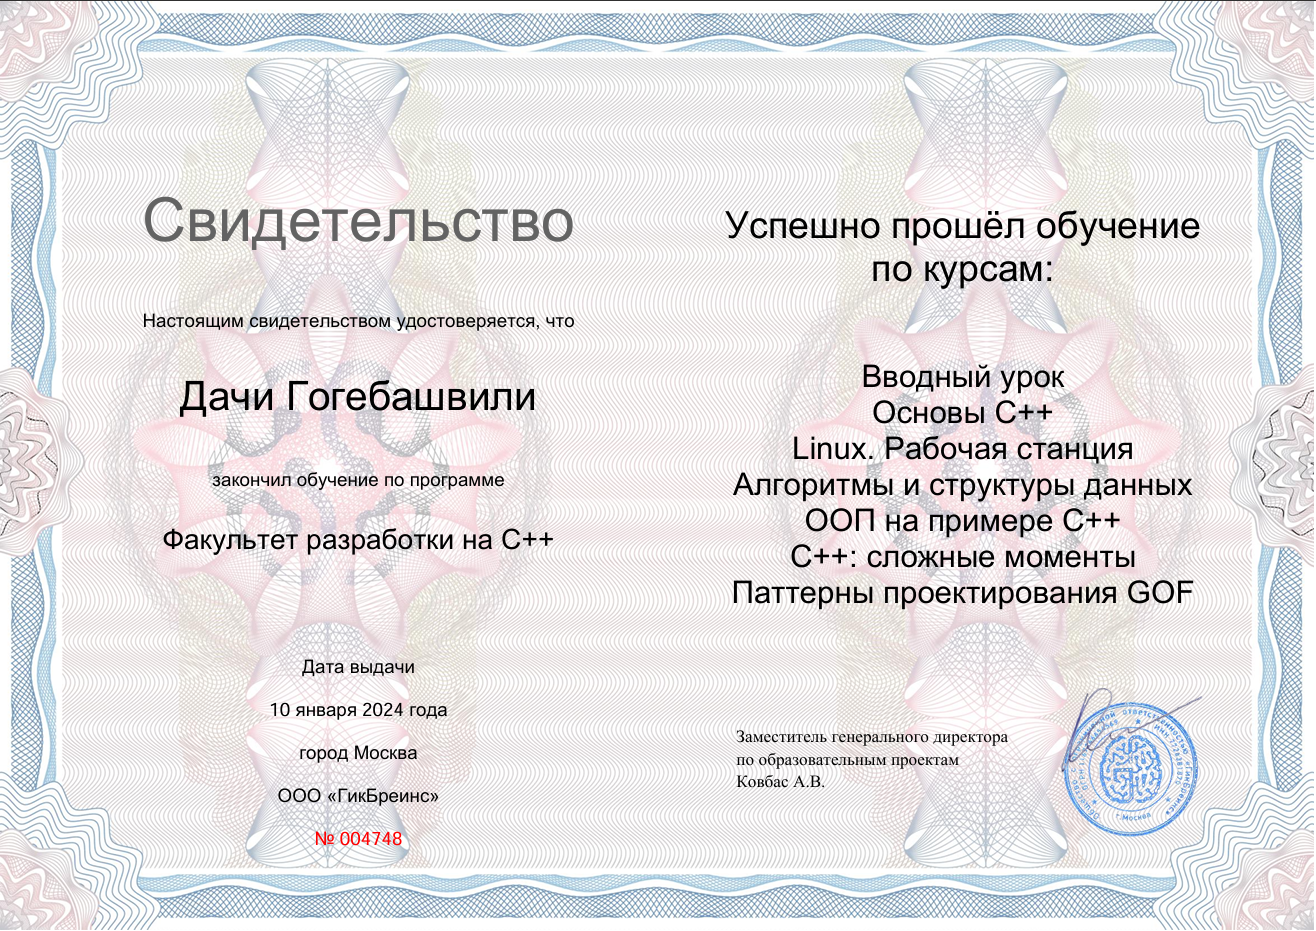 Свидетельство
Настоящим свидетельством удостоверяется, что
Дачи Гогебашвили
закончил обучение по программе
Факультет разработки на C++
Дата выдачи
10 января 2024 года
город Москва
ООО «ГикБреинс»
№ 004748
Успешно прошёл обучение
по курсам:
Вводный урок
Основы C++
Linux. Рабочая станция
Алгоритмы и структуры данных
ООП на примере C++
C++: сложные моменты
Паттерны проектирования GOF
Заместитель генерального директора
по образовательным проектам
Ковбас А.В.
г.Москва